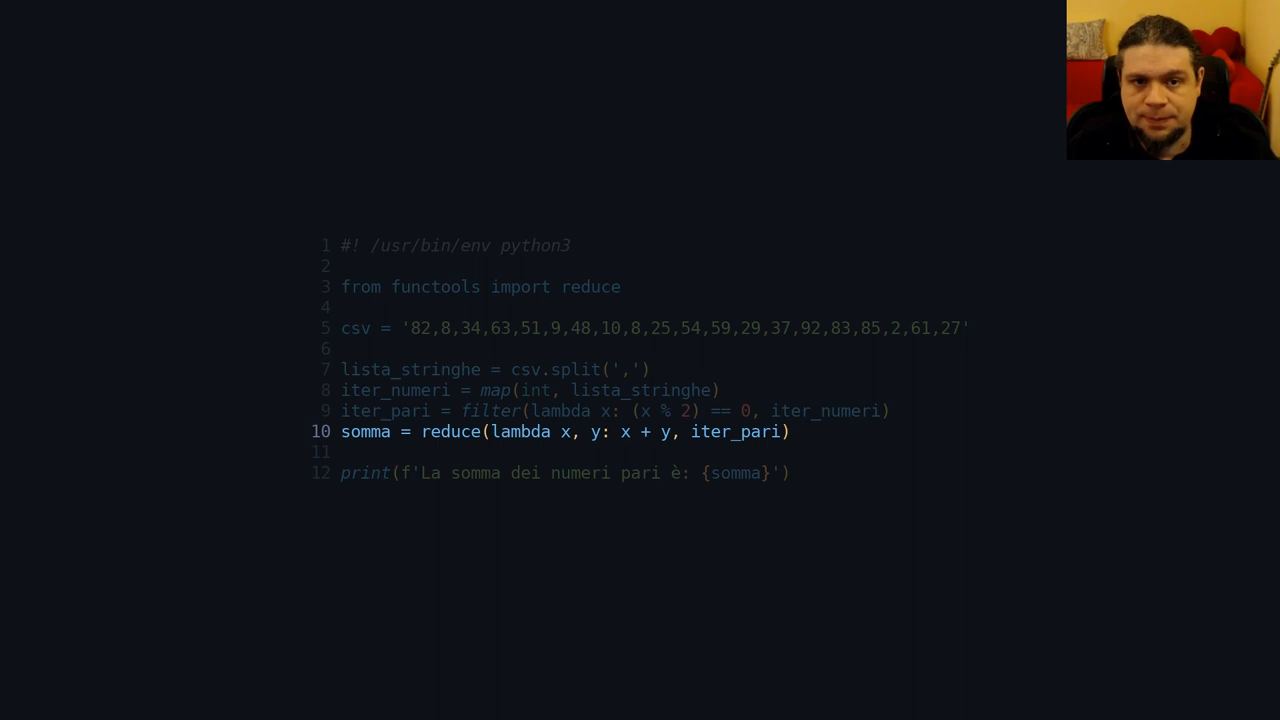 1 #! /usr/bin/env python3
2
3 from functools import reduce
4
5 csv = '82,8,34,63,51,9,48,10,8,25,54,59,29,37,92,83,85,2,61,27'
6
7 lista_stringhe = csv.split(',')
8 iter_numeri = map(int, lista_stringhe)
9 iter_pari = filter(lambda x: (x % 2) == 0, iter_numeri)
10 somma = reduce(lambda x, y: x + y, iter_pari)
11
12 print(f'La somma dei numeri pari è: {somma}')